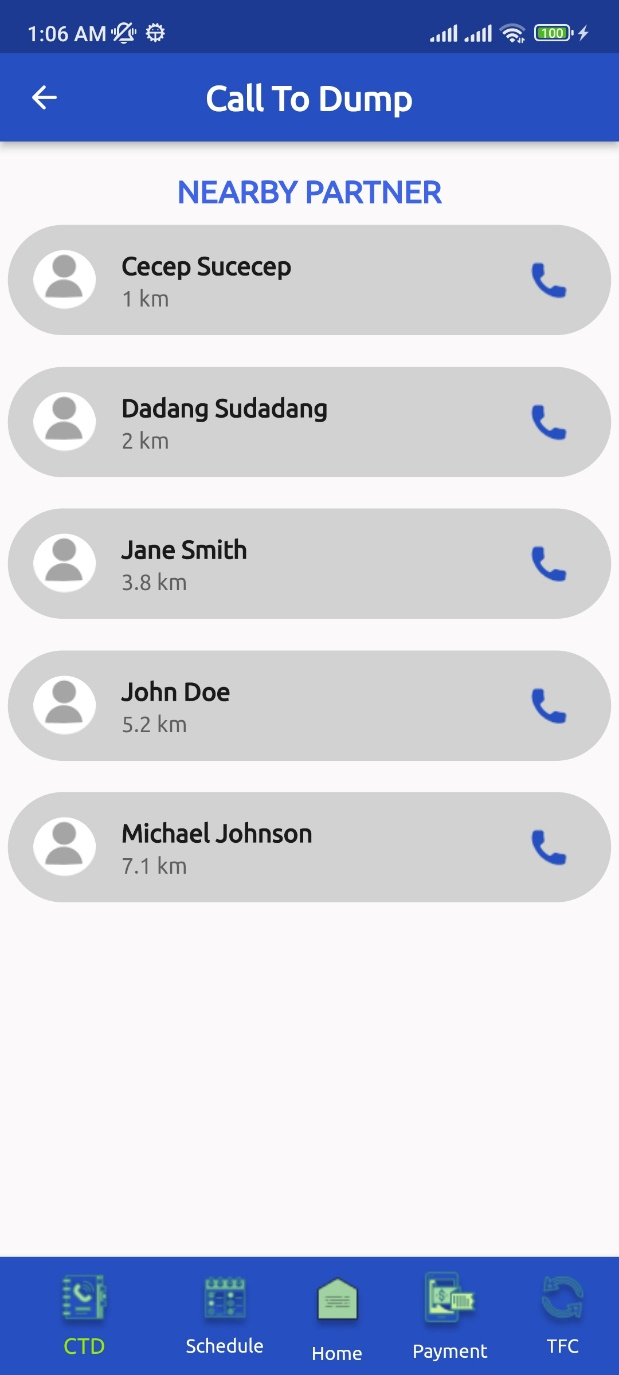 1:06 AM
100
Call To Dump
NEARBY PARTNER
Cecep Sucecep
1 km
Dadang Sudadang
2 km
Jane Smith
3.8 km
John Doe
5.2 km
Michael Johnson
7.1 km
CTD
Schedule
Home
Payment
TFC